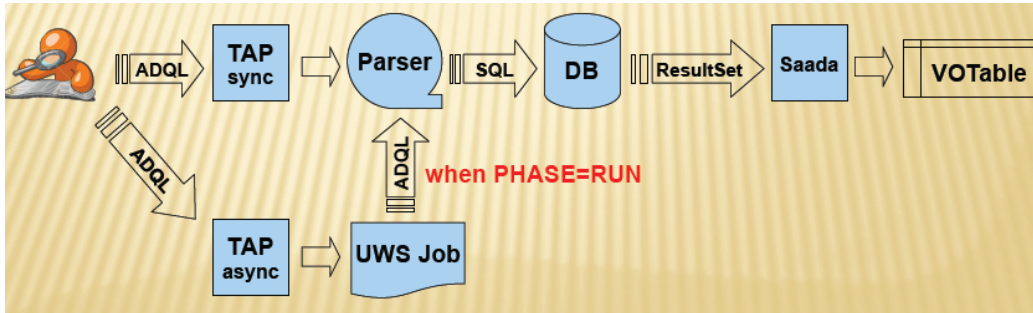 ADQL
TAP
sync
Parser
SQL
DB
ResultSet
Saada
VOTable
ADQL
ADQL
when PHASE=RUN
TAP
async
UWS Job